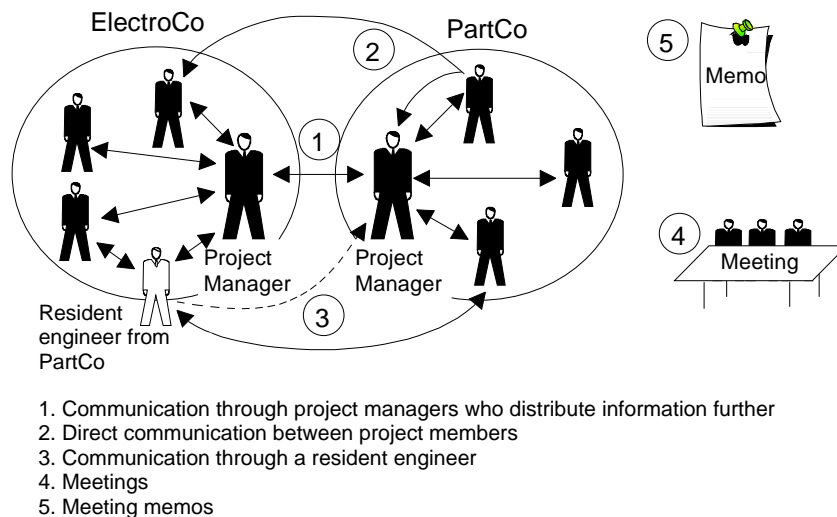 ElectroCo
PartCo
2
5
Memo
1
4
Meeting
Project
Manager
Project
Manager
Resident
engineer from
PartCo
3
1. Communication through project managers who distribute information further
2. Direct communication between project members
3. Communication through a resident engineer
4. Meetings
5. Meeting memos